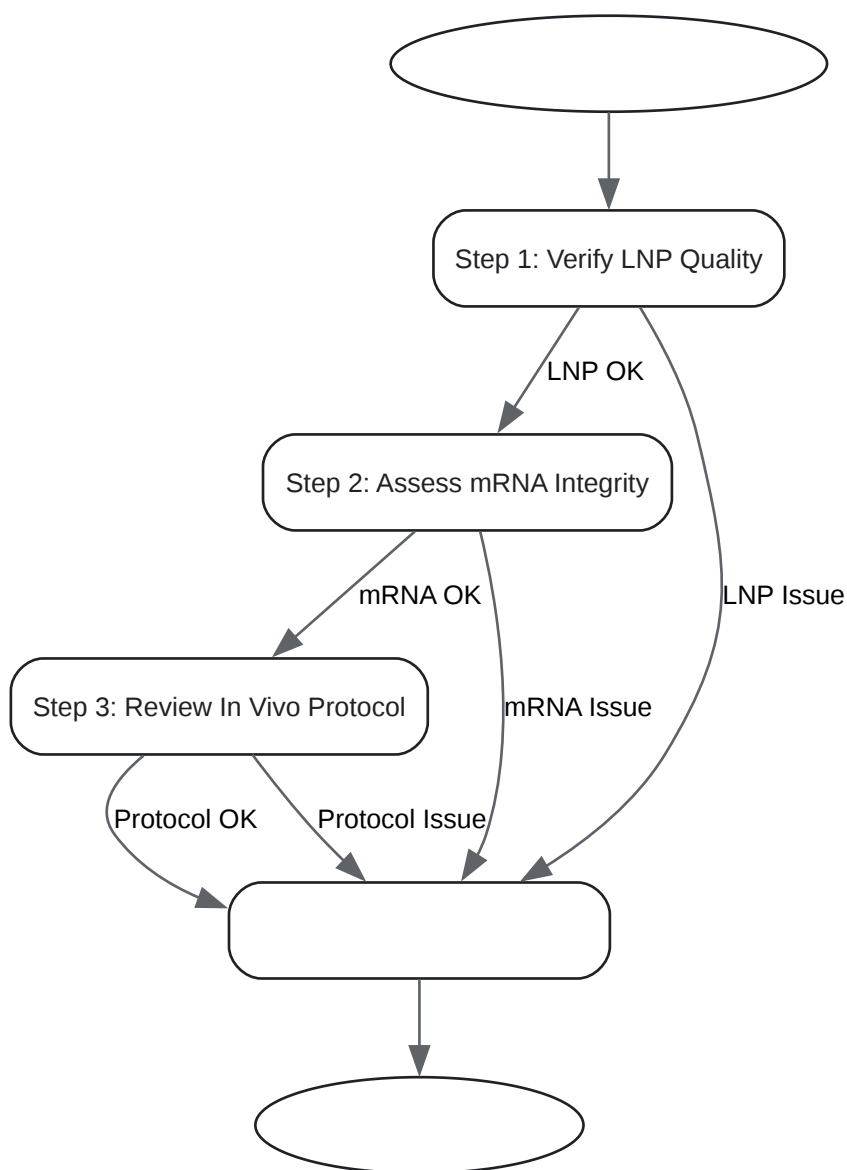 Step 1: Verify LNP Quality
LNP OK
Step 2: Assess mRNA Integrity
mRNA OK
LNP Issue
Step 3: Review In Vivo Protocol
mRNA Issue
Protocol OK
Protocol Issue